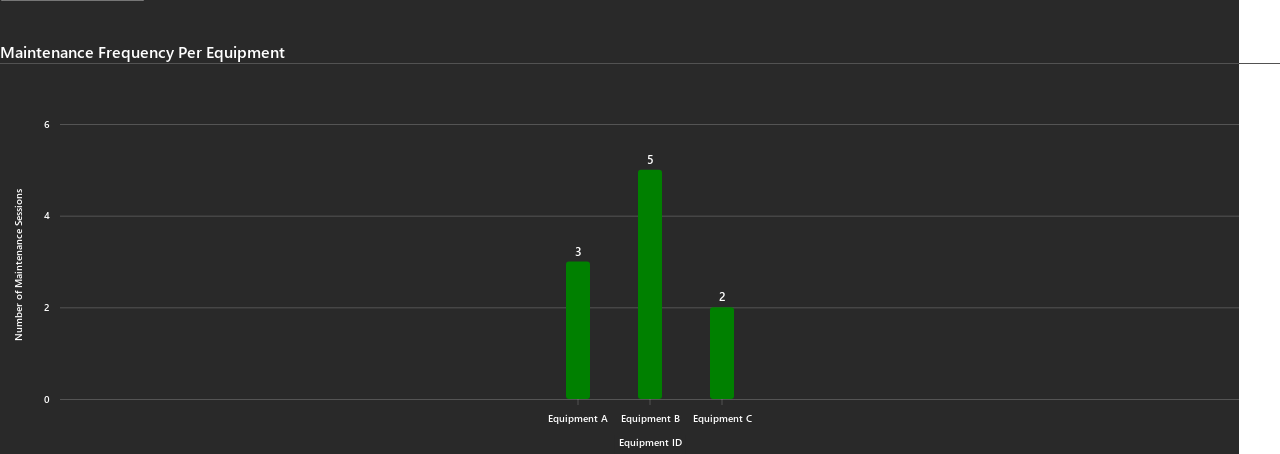 Maintenance Frequency Per Equipment
6
4
2
0
Number of Maintenance Sessions
3
5
2
Equipment A
Equipment B
Equipment C
Equipment ID